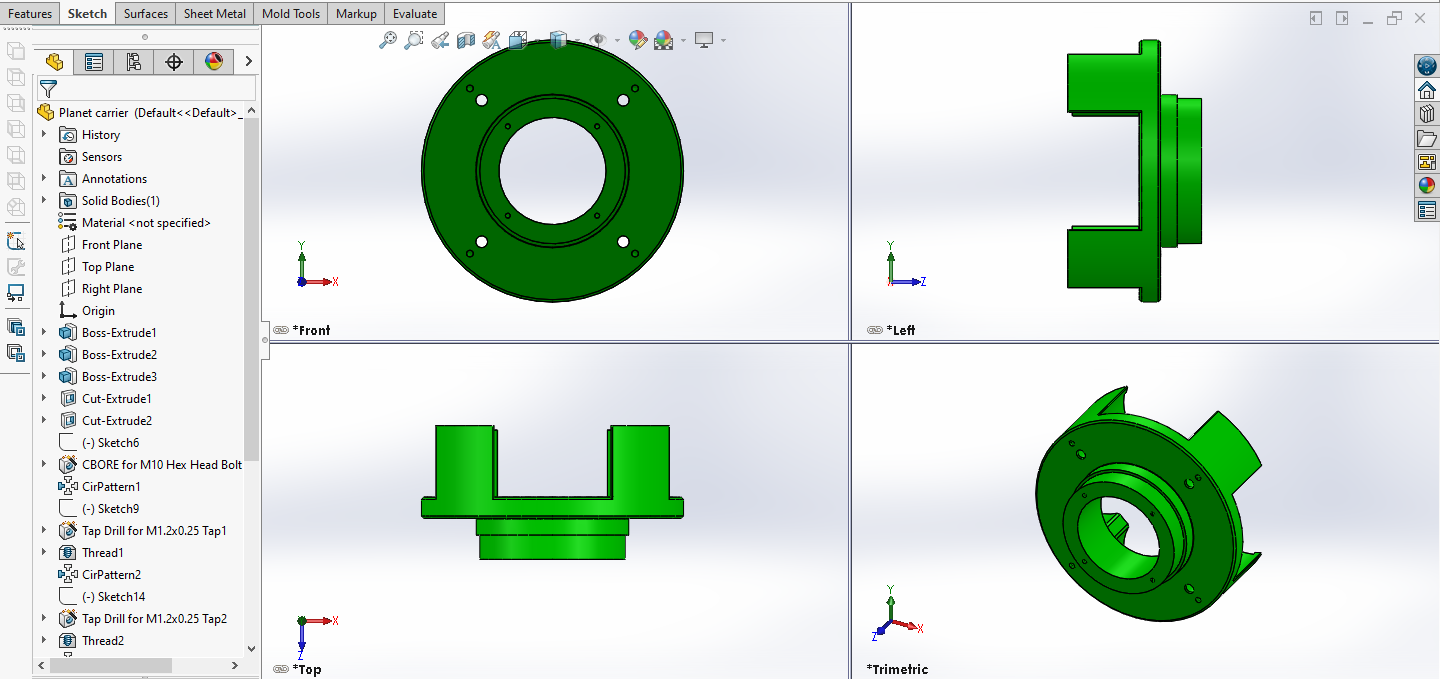 Features Sketch Surfaces Sheet Metal Mold Tools Markup Evaluate
Planet carrier (Default<<Default>_
History
Sensors
Annotations
Solid Bodies(1)
Material <not specified>
Front Plane
Top Plane
Right Plane
Origin
Boss-Extrude1
Boss-Extrude2
Boss-Extrude3
Cut-Extrude1
Cut-Extrude2
(-) Sketch6
CBORE for M10 Hex Head Bolt
CirPattern1
(-) Sketch9
Tap Drill for M1.2x0.25 Tap1
Thread1
CirPattern2
(-) Sketch14
Tap Drill for M1.2x0.25 Tap2
Thread2
Y
X
*Front
Y
X
Z
*Left
X
Z
*Top
Y
X
Z
*Trimetric